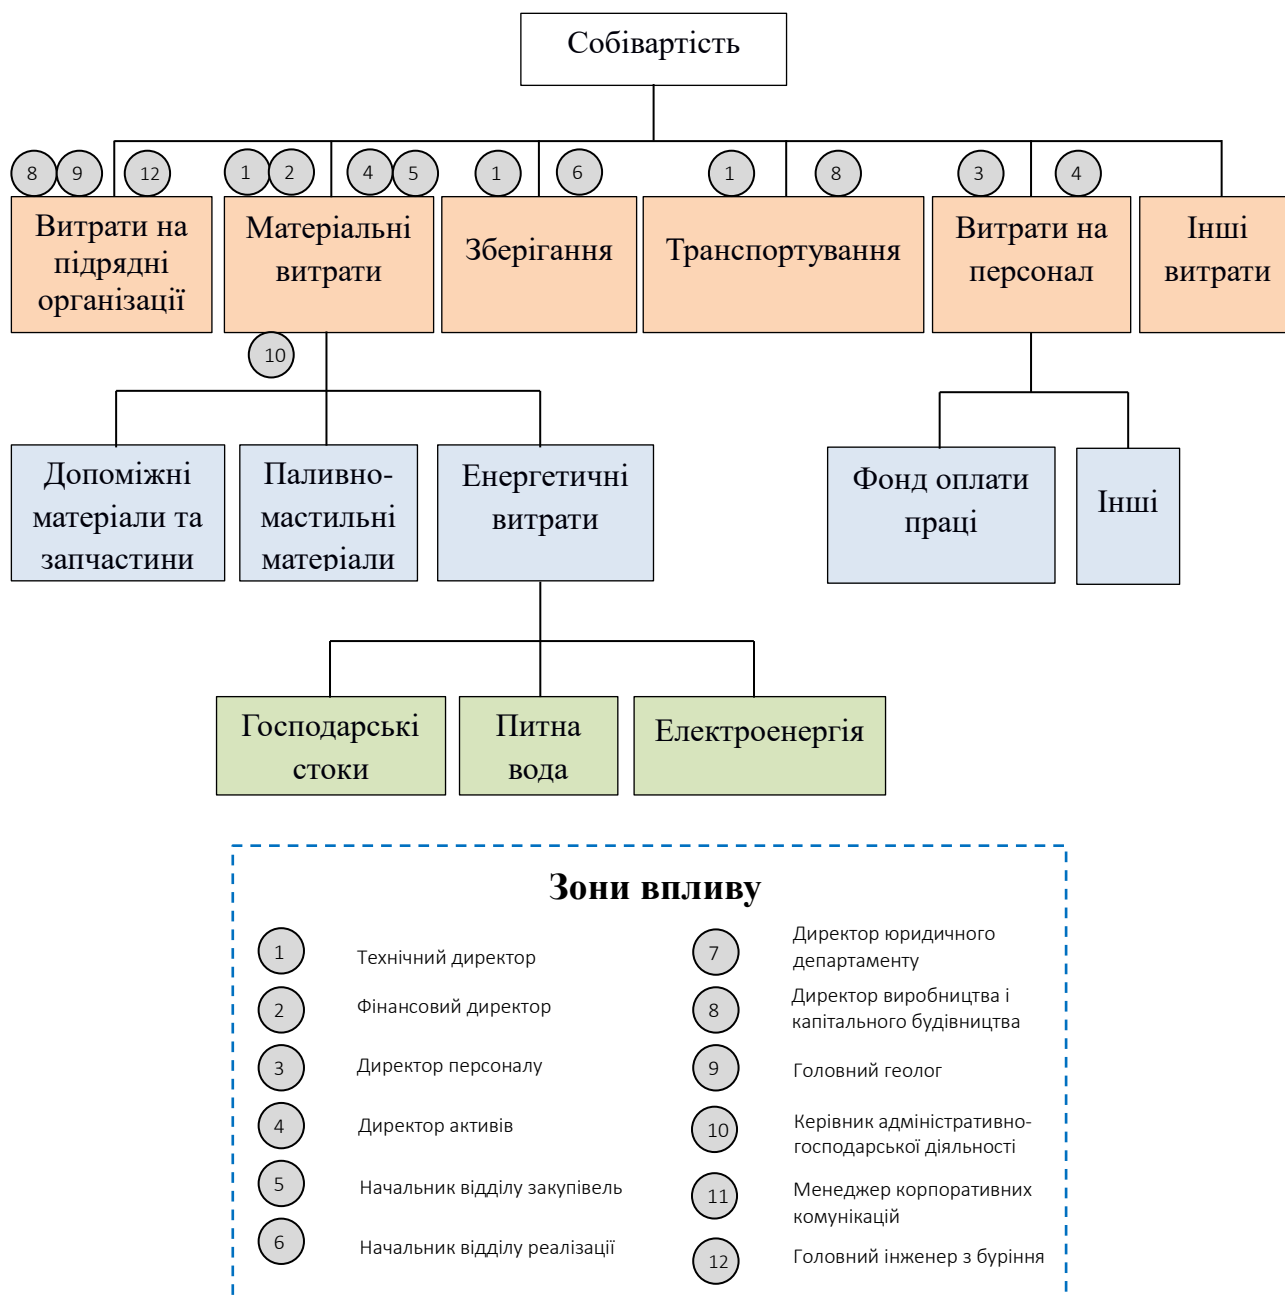 Собівартість
8 9 12 1 2 4 5 1 6 1 8 3 4
Витрати на
підрядні
організації
Матеріальні
витрати
Зберігання
Транспортування
Витрати на
персонал
Інші
витрати
10
Допоміжні
матеріали та
запчастини
Паливно-
мастильні
матеріали
Енергетичні
витрати
Фонд оплати
праці
Інші
Господарські
стоки
Питна
вода
Електроенергія
Зони впливу
1 Технічний директор
2 Фінансовий директор
3 Директор персоналу
4 Директор активів
5 Начальник відділу закупівель
6 Начальник відділу реалізації
7 Директор юридичного
департаменту
8 Директор виробництва і
капітального будівництва
9 Головний геолог
10 Керівник адміністративно-
господарської діяльності
11 Менеджер корпоративних
комунікацій
12 Головний інженер з буріння